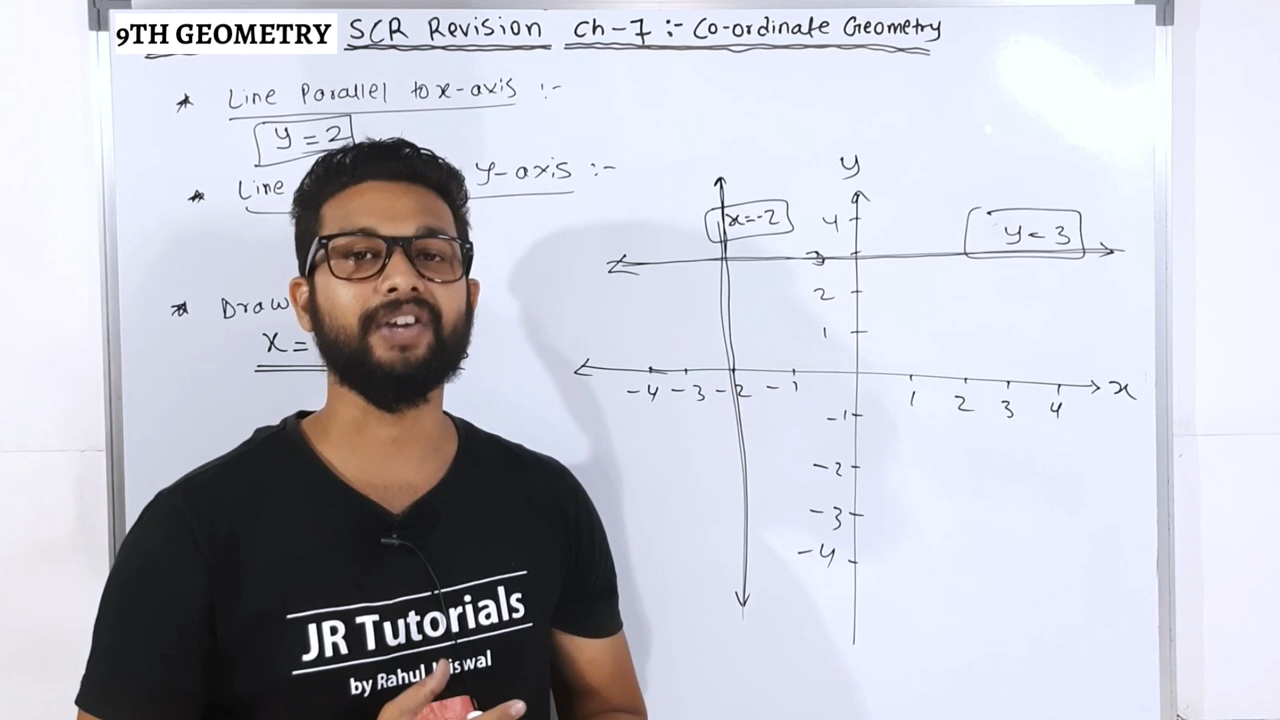 9TH GEOMETRY SCR Revision Ch-7 :- Co-ordinate Geometry
* Line Parallel to x-axis :-
y = 2
* Line y-axis :-
* Draw
x =
y
x=-2
y = 3
4
3
2
1
-4 -3 -2 -1 1 2 3 4 x
-1
-2
-3
-4
JR Tutorials
by Rahul